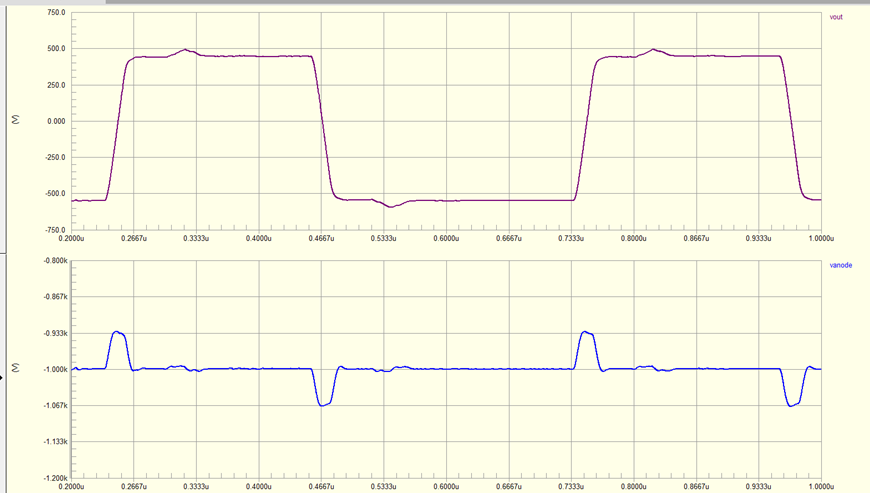 750.0
vout
500.0
250.0
(V)
0.000
-250.0
-500.0
-750.0
0.2000u 0.2667u 0.3333u 0.4000u 0.4667u 0.5333u 0.6000u 0.6667u 0.7333u 0.8000u 0.8667u 0.9333u 1.0000u
-0.800k
vanode
-0.867k
-0.933k
(V)
-1.000k
-1.067k
-1.133k
-1.200k
0.2000u 0.2667u 0.3333u 0.4000u 0.4667u 0.5333u 0.6000u 0.6667u 0.7333u 0.8000u 0.8667u 0.9333u 1.0000u